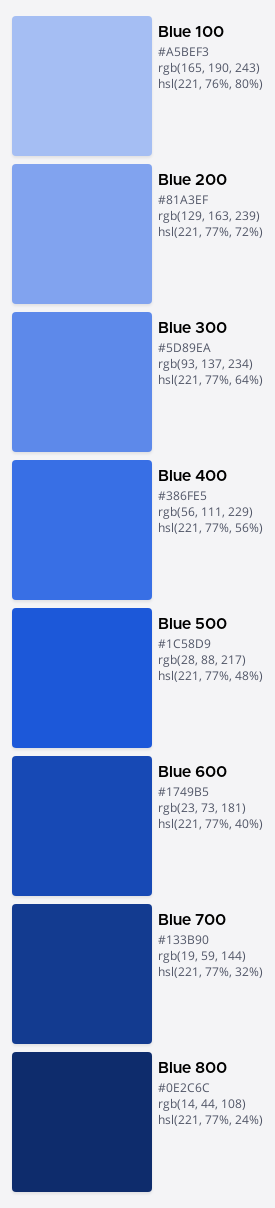 Blue 100
#A5BEF3
rgb(165, 190, 243)
hsl(221, 76%, 80%)
Blue 200
#81A3EF
rgb(129, 163, 239)
hsl(221, 77%, 72%)
Blue 300
#5D89EA
rgb(93, 137, 234)
hsl(221, 77%, 64%)
Blue 400
#386FE5
rgb(56, 111, 229)
hsl(221, 77%, 56%)
Blue 500
#1C58D9
rgb(28, 88, 217)
hsl(221, 77%, 48%)
Blue 600
#1749B5
rgb(23, 73, 181)
hsl(221, 77%, 40%)
Blue 700
#133B90
rgb(19, 59, 144)
hsl(221, 77%, 32%)
Blue 800
#0E2C6C
rgb(14, 44, 108)
hsl(221, 77%, 24%)